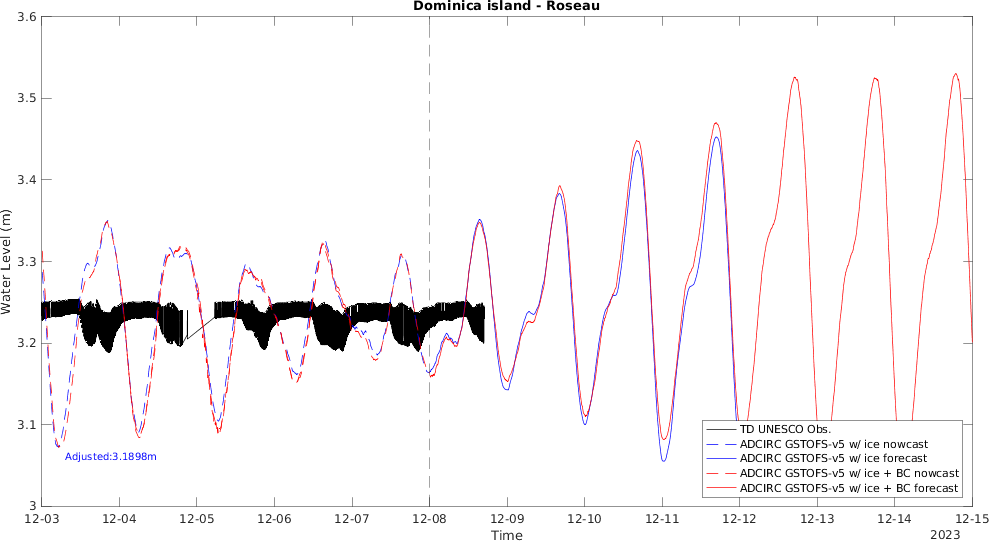 Dominica island - Roseau
3.6
3.5
3.4
3.3
3.2
3.1
3
Water Level (m)
Adjusted:3.1898m
TD UNESCO Obs.
ADCIRC GSTOFS-v5 w/ ice nowcast
ADCIRC GSTOFS-v5 w/ ice forecast
ADCIRC GSTOFS-v5 w/ ice + BC nowcast
ADCIRC GSTOFS-v5 w/ ice + BC forecast
12-03 12-04 12-05 12-06 12-07 12-08 12-09 12-10 12-11 12-12 12-13 12-14 12-15
Time
2023